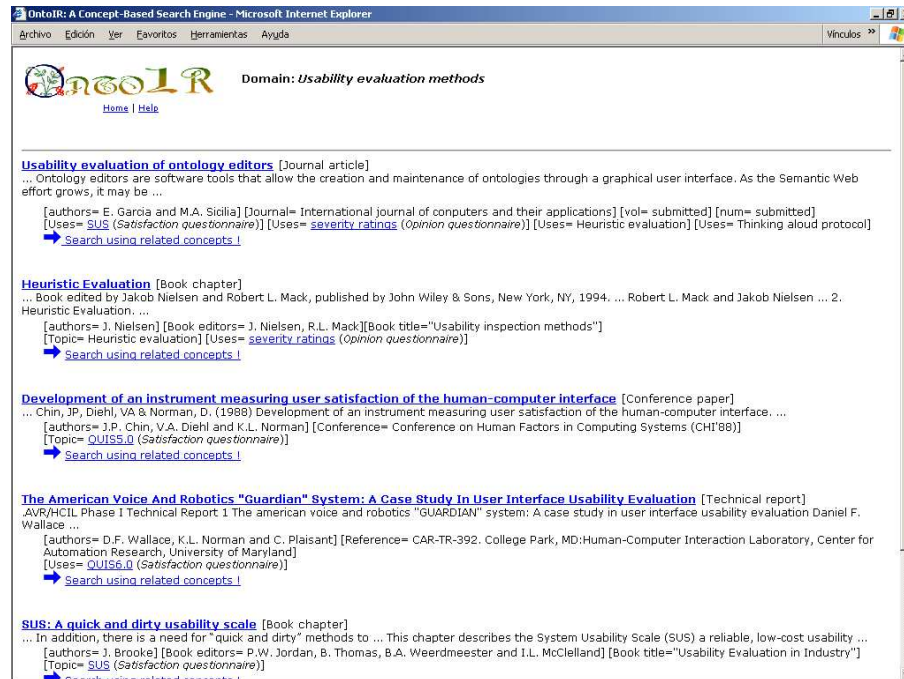 OntoIR: A Concept-Based Search Engine - Microsoft Internet Explorer
Archivo Edición Ver Favoritos Herramientas Ayuda Vínculos »
OntoIR Domain: Usability evaluation methods
Home | Help
Usability evaluation of ontology editors [Journal article]
... Ontology editors are software tools that allow the creation and maintenance of ontologies through a graphical user interface. As the Semantic Web
effort grows, it may be ...
[authors= E. Garcia and M.A. Sicilia] [Journal= International journal of conputers and their applications] [vol= submitted] [num= submitted]
[Uses= SUS (Satisfaction questionnaire)] [Uses= severity ratings (Opinion questionnaire)] [Uses= Heuristic evaluation] [Uses= Thinking aloud protocol]
Search using related concepts !
Heuristic Evaluation [Book chapter]
... Book edited by Jakob Nielsen and Robert L. Mack, published by John Wiley & Sons, New York, NY, 1994. ... Robert L. Mack and Jakob Nielsen ... 2.
Heuristic Evaluation. ...
[authors= J. Nielsen] [Book editors= J. Nielsen, R.L. Mack][Book title="Usability inspection methods"]
[Topic= Heuristic evaluation] [Uses= severity ratings (Opinion questionnaire)]
Search using related concepts !
Development of an instrument measuring user satisfaction of the human-computer interface [Conference paper]
... Chin, JP, Diehl, VA & Norman, D. (1988) Development of an instrument measuring user satisfaction of the human-computer interface. ...
[authors= J.P. Chin, V.A. Diehl and K.L. Norman] [Conference= Conference on Human Factors in Computing Systems (CHI'88)]
[Topic= QUIS5.0 (Satisfaction questionnaire)]
Search using related concepts !
The American Voice And Robotics "Guardian" System: A Case Study In User Interface Usability Evaluation [Technical report]
.AVR/HCIL Phase I Technical Report 1 The american voice and robotics "GUARDIAN" system: A case study in user interface usability evaluation Daniel F.
Wallace ...
[authors= D.F. Wallace, K.L. Norman and C. Plaisant] [Reference= CAR-TR-392. College Park, MD:Human-Computer Interaction Laboratory, Center for
Automation Research, University of Maryland]
[Uses= QUIS6.0 (Satisfaction questionnaire)]
Search using related concepts !
SUS: A quick and dirty usability scale [Book chapter]
... In addition, there is a need for "quick and dirty" methods to ... This chapter describes the System Usability Scale (SUS) a reliable, low-cost usability ...
[authors= J. Brooke] [Book editors= P.W. Jordan, B. Thomas, B.A. Weerdmeester and I.L. McClelland] [Book title="Usability Evaluation in Industry"]
[Topic= SUS (Satisfaction questionnaire)]
Search using related concepts !